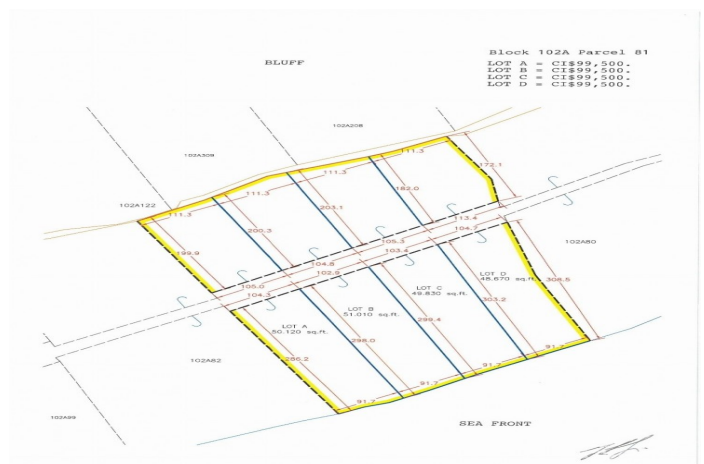 Block 102A Parcel 81
LOT A = CI$99,500.
LOT B = CI$99,500.
LOT C = CI$99,500.
LOT D = CI$99,500.
BLUFF
102A208
102A309
111.3
172.1
111.3
182.0
102A122
111.3
203.1
111.3
200.3
113.4
199.9
105.3
104.7
103.4
102A80
104.8
102.9
105.0
104.3
LOT D
48.670 sq.ft.
308.5
LOT C
49.830 sq.ft.
303.2
LOT B
51.010 sq.ft.
299.4
LOT A
50.120 sq.ft.
298.0
286.2
102A62
91.7
91.7
91.7
91.7
102A99
SEA FRONT